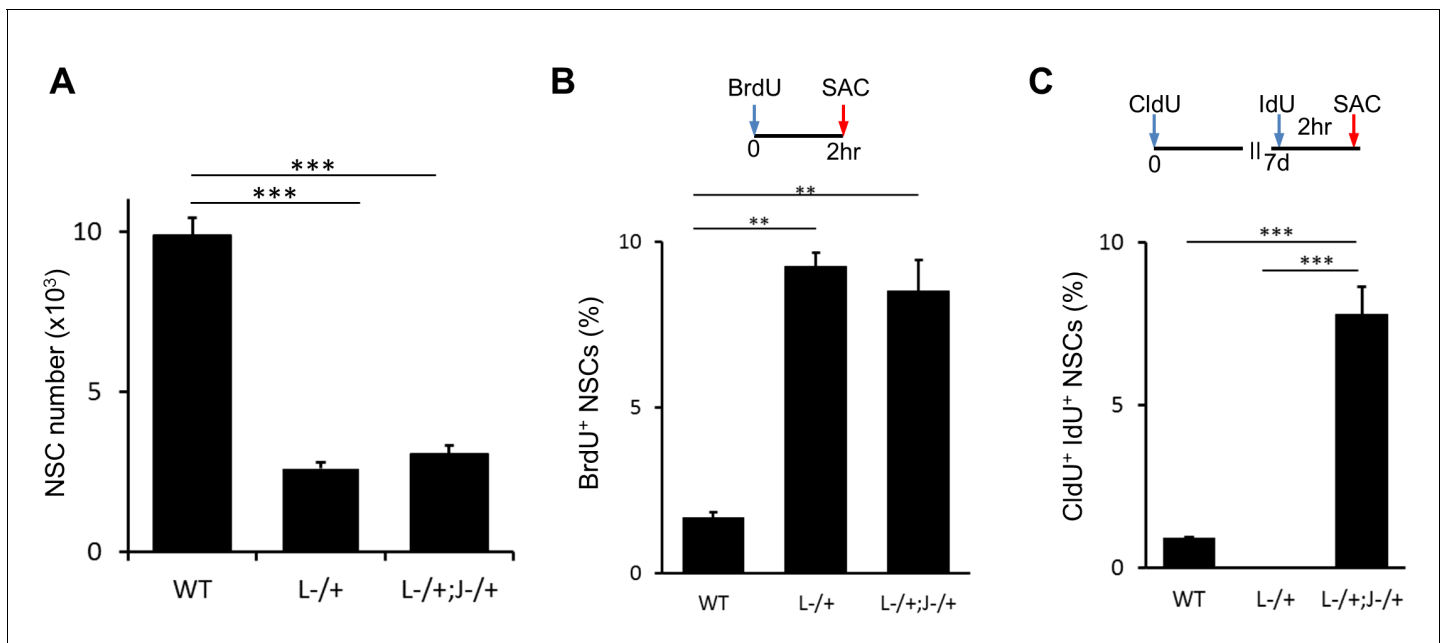 A
***
***
10
5
0
NSC number (x10³)
WT
L-/+
L-/+;J-/+
B
BrdU
SAC
0
2hr
**
**
10
5
0
BrdU⁺ NSCs (%)
WT
L-/+
L-/+;J-/+
C
CldU
IdU
SAC
2hr
0
7d
***
***
10
5
0
CldU⁺ IdU⁺ NSCs (%)
WT
L-/+
L-/+;J-/+